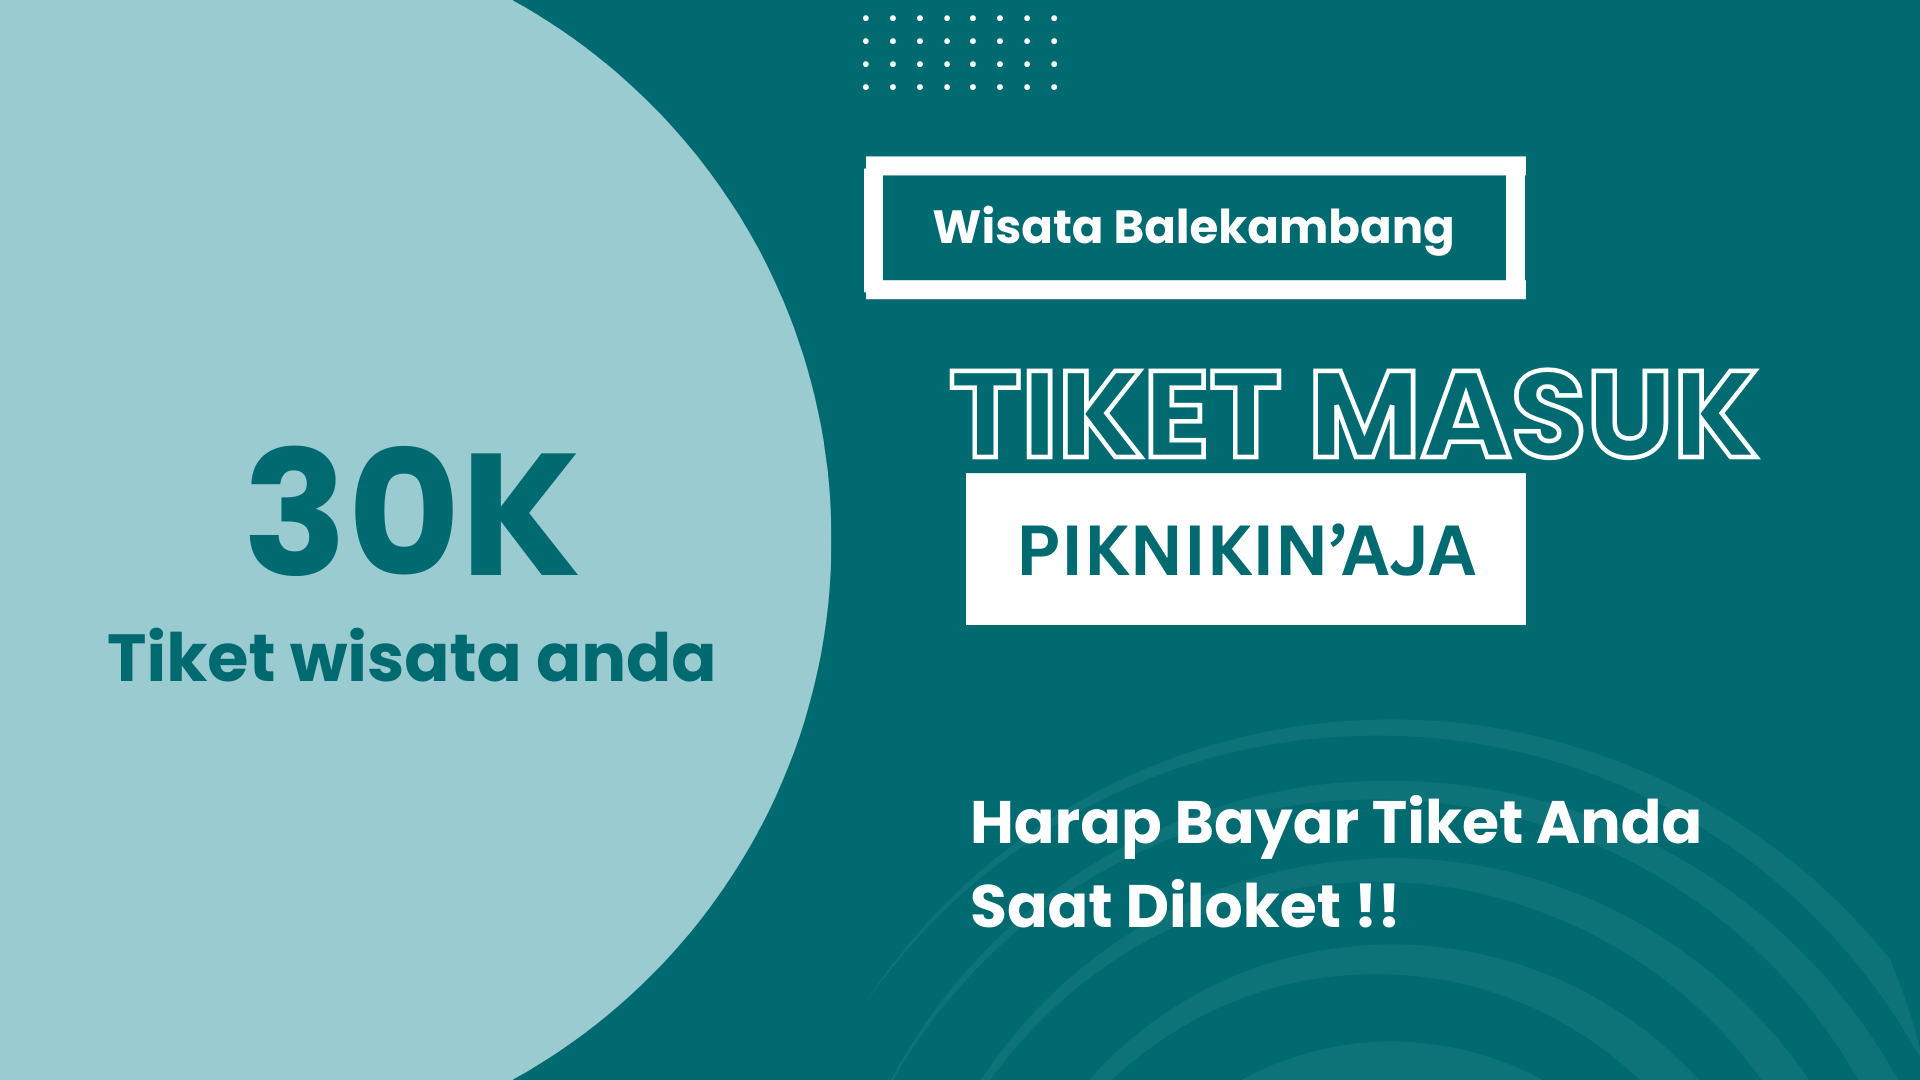 30K
Tiket wisata anda
Wisata Balekambang
TIKET MASUK
PIKNIKIN’AJA
Harap Bayar Tiket Anda
Saat Diloket !!